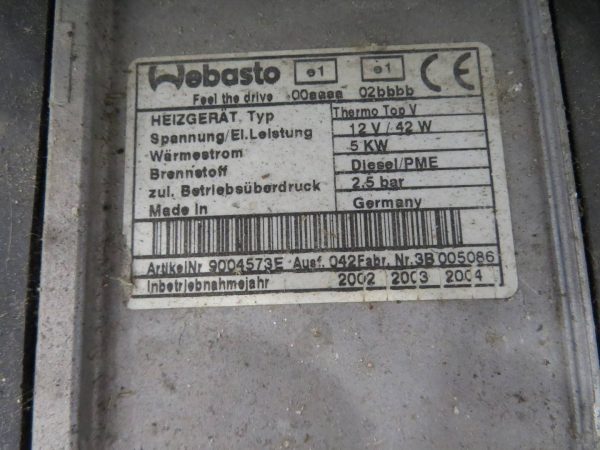 Webasto e1 e1 CE
Feel the drive 00aaaa 02bbbb
HEIZGERÄT, Typ Thermo Top V
Spannung/El.Leistung 12 V / 42 W
Wärmestrom 5 KW
Brennstoff Diesel/PME
zul. Betriebsüberdruck 2.5 bar
Made in Germany
ArtikelNr 9004573E Ausf. 042 Fabr. Nr.3B 005086
Inbetriebnahmejahr 2002 2003 2004